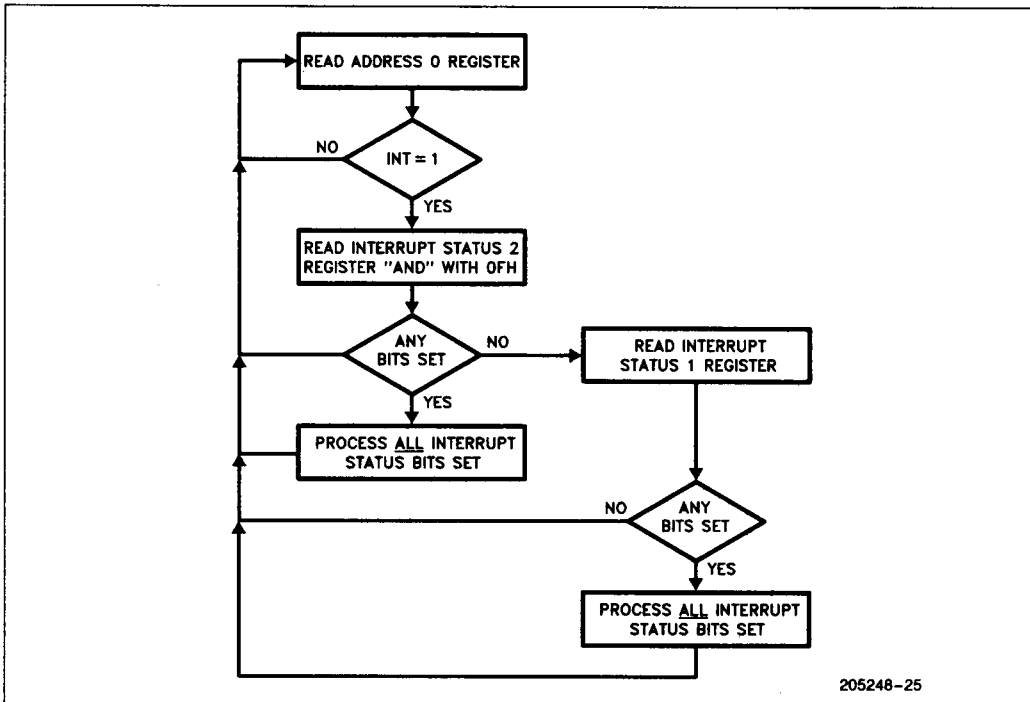 READ ADDRESS 0 REGISTER
NO
INT = 1
YES
READ INTERRUPT STATUS 2
REGISTER "AND" WITH 0FH
ANY
BITS SET
NO
READ INTERRUPT
STATUS 1 REGISTER
YES
PROCESS ALL INTERRUPT
STATUS BITS SET
NO
ANY
BITS SET
YES
PROCESS ALL INTERRUPT
STATUS BITS SET
205248-25